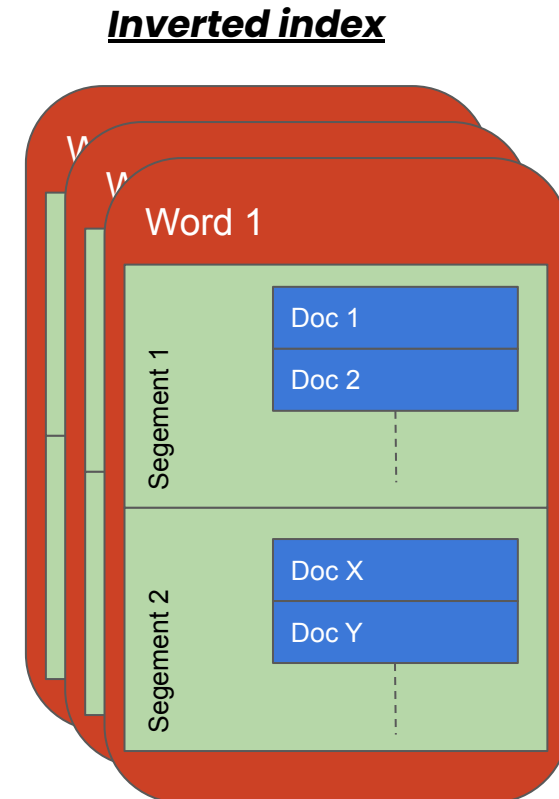 Inverted index
W
W
Word 1
Segement 1
Doc 1
Doc 2
Segement 2
Doc X
Doc Y